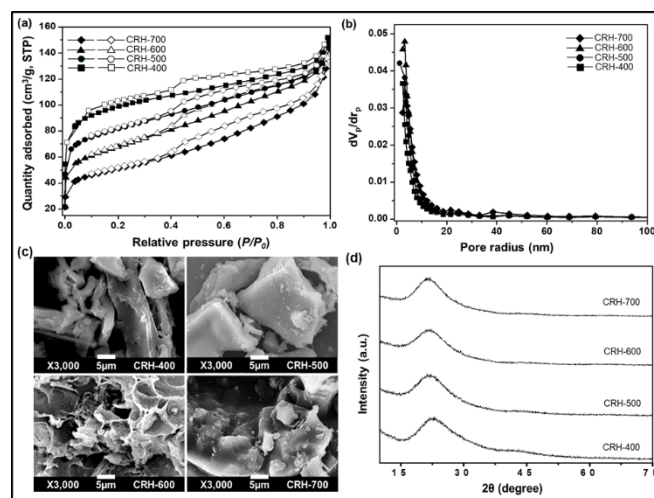 (a)
CRH-700
CRH-600
CRH-500
CRH-400
Quantity adsorbed (cm³/g, STP)
160
140
120
100
80
60
40
20
0.0 0.2 0.4 0.6 0.8 1.0
Relative pressure (P/P₀)
(b)
CRH-700
CRH-600
CRH-500
CRH-400
dVₚ/drₚ
0.05
0.04
0.03
0.02
0.01
0.00
0 20 40 60 80 100
Pore radius (nm)
(c)
X3,000 5µm CRH-400
X3,000 5µm CRH-500
X3,000 5µm CRH-600
X3,000 5µm CRH-700
(d)
Intensity (a.u.)
CRH-700
CRH-600
CRH-500
CRH-400
15 30 45 60 75
2θ (degree)